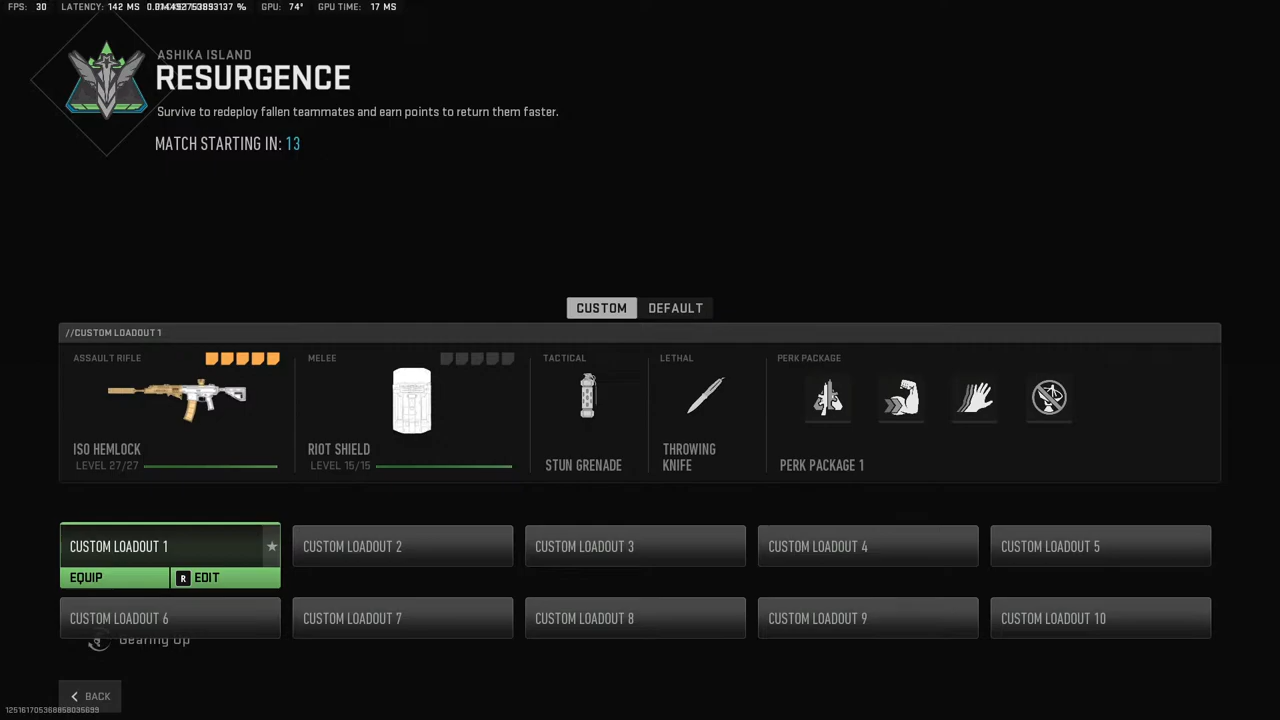 FPS: 30 LATENCY: 142 MS GPU: 74° GPU TIME: 17 MS
ASHIKA ISLAND
RESURGENCE
Survive to redeploy fallen teammates and earn points to return them faster.
MATCH STARTING IN: 13
CUSTOM DEFAULT
//CUSTOM LOADOUT 1
ASSAULT RIFLE MELEE TACTICAL LETHAL PERK PACKAGE
ISO HEMLOCK RIOT SHIELD STUN GRENADE THROWING KNIFE PERK PACKAGE 1
LEVEL 27/27 LEVEL 15/15
CUSTOM LOADOUT 1 CUSTOM LOADOUT 2 CUSTOM LOADOUT 3 CUSTOM LOADOUT 4 CUSTOM LOADOUT 5
EQUIP R EDIT
CUSTOM LOADOUT 6 CUSTOM LOADOUT 7 CUSTOM LOADOUT 8 CUSTOM LOADOUT 9 CUSTOM LOADOUT 10
Gearing Up
BACK